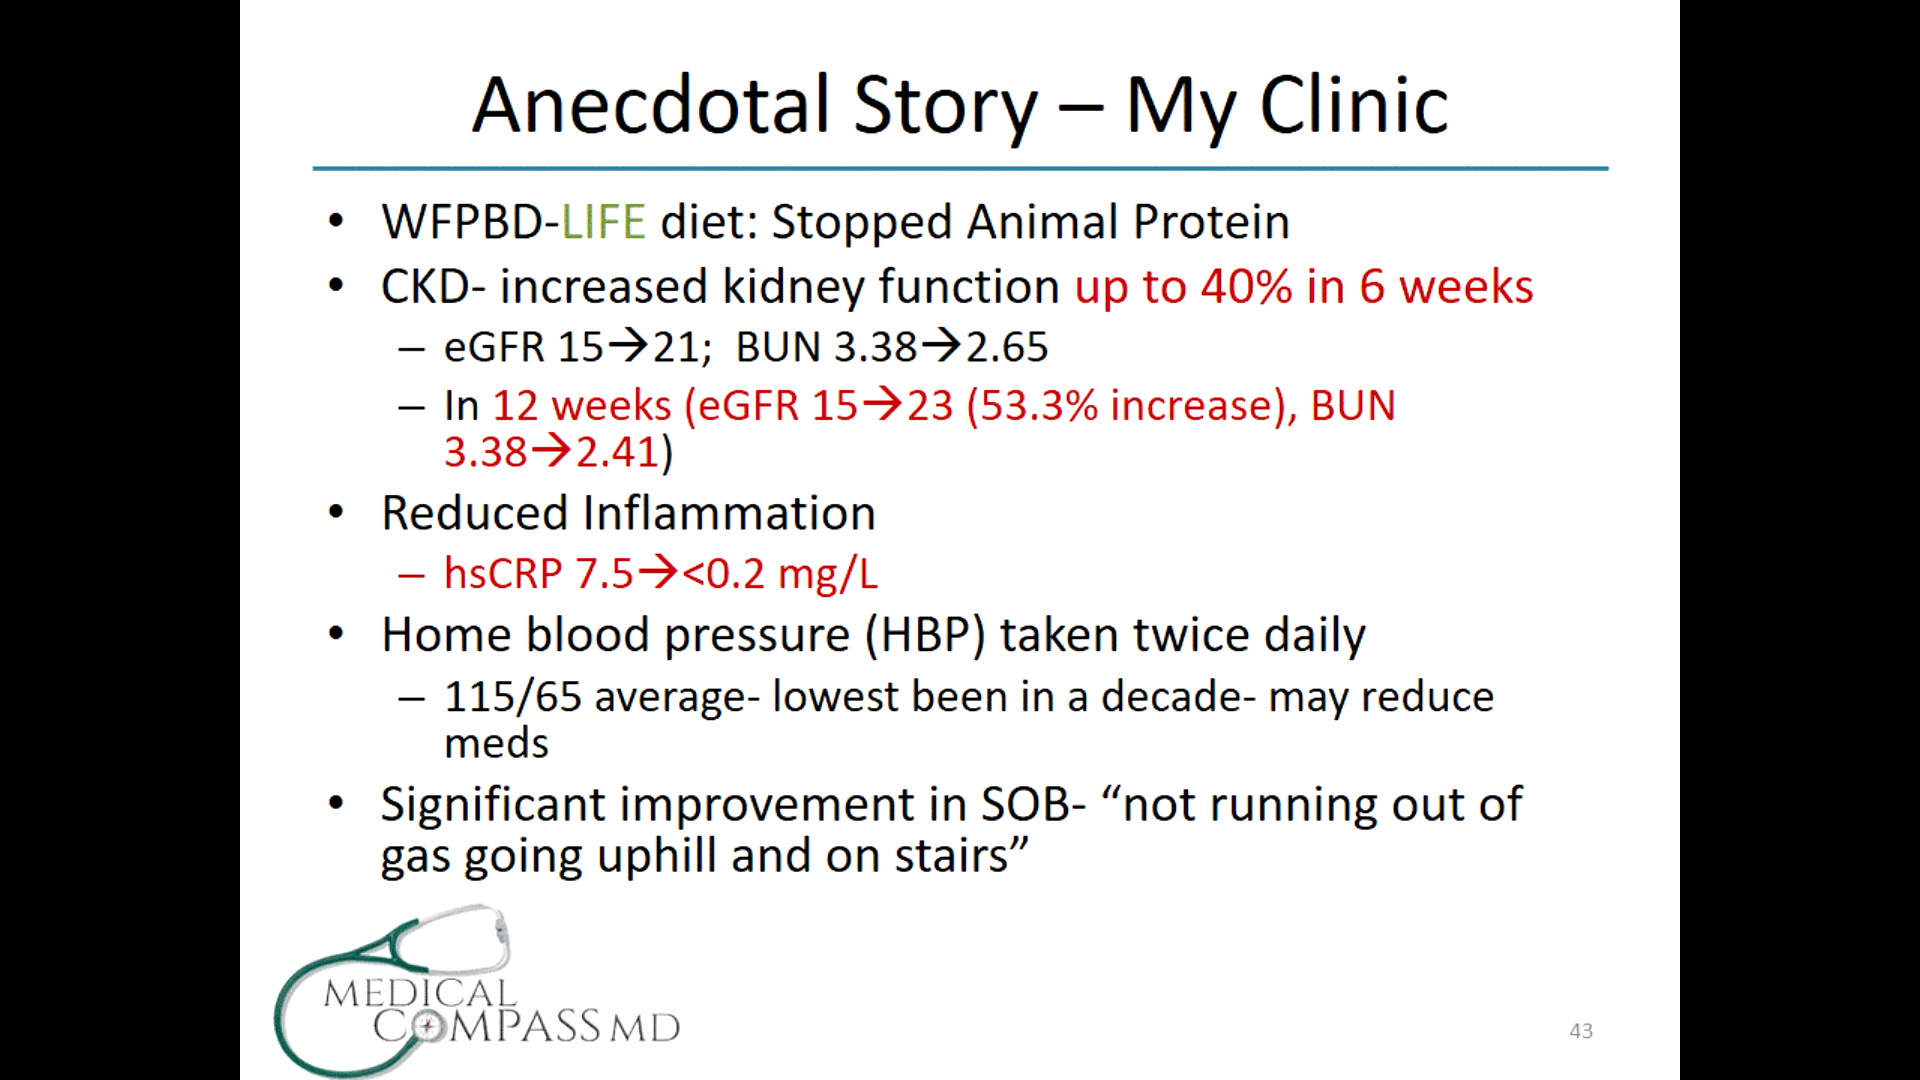 Anecdotal Story – My Clinic
• WFPBD-LIFE diet: Stopped Animal Protein
• CKD- increased kidney function up to 40% in 6 weeks
– eGFR 15→21; BUN 3.38→2.65
– In 12 weeks (eGFR 15→23 (53.3% increase), BUN
3.38→2.41)
• Reduced Inflammation
– hsCRP 7.5→<0.2 mg/L
• Home blood pressure (HBP) taken twice daily
– 115/65 average- lowest been in a decade- may reduce
meds
• Significant improvement in SOB- “not running out of
gas going uphill and on stairs”
MEDICAL
COMPASS MD
43